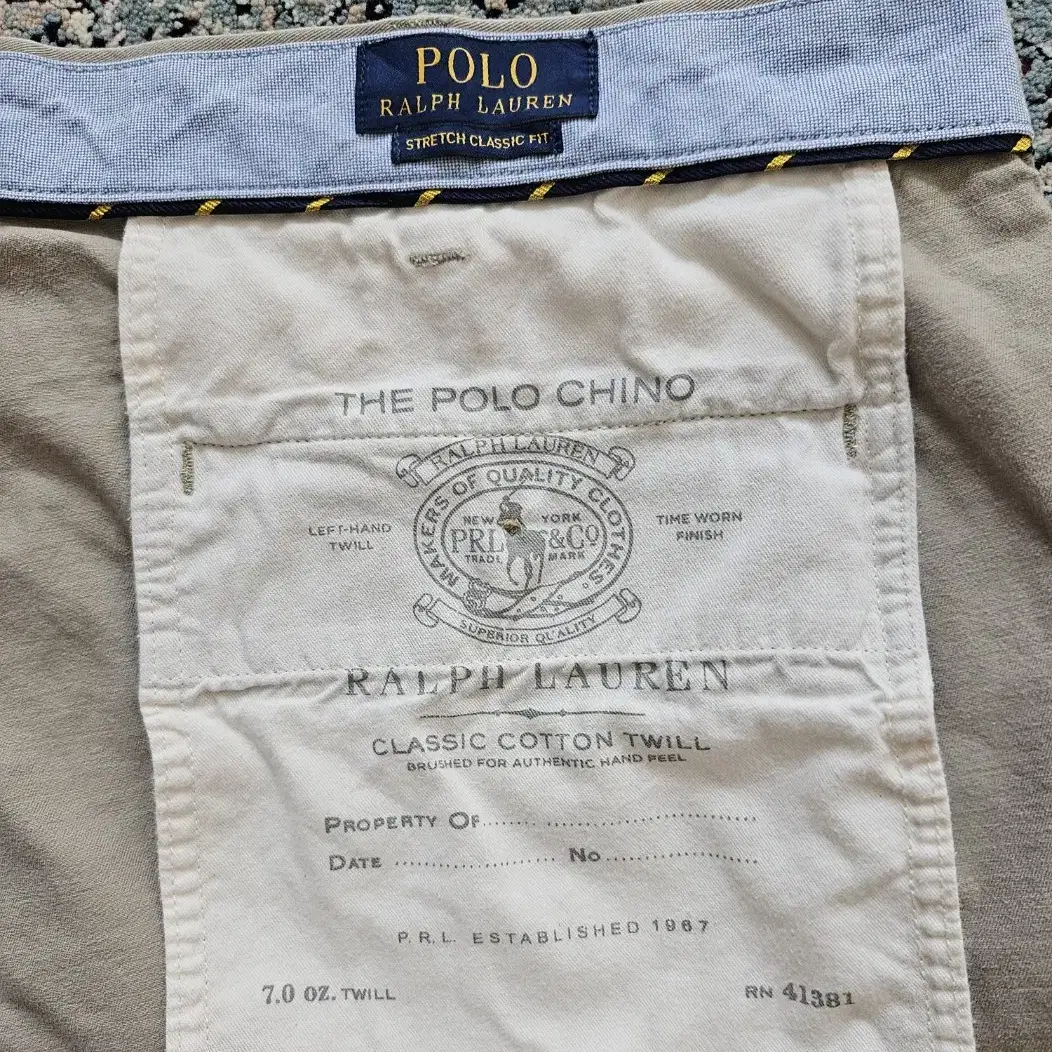 POLO
RALPH LAUREN
STRETCH CLASSIC FIT
THE POLO CHINO
RALPH LAUREN
MAKERS OF QUALITY CLOTHES
LEFT-HAND
TWILL
NEW YORK
PRL &Co
TRADE MARK
TIME WORN
FINISH
SUPERIOR QUALITY
RALPH LAUREN
CLASSIC COTTON TWILL
BRUSHED FOR AUTHENTIC HAND FEEL
PROPERTY OF
DATE No
P.R.L. ESTABLISHED 1967
7.0 OZ. TWILL RN 41381